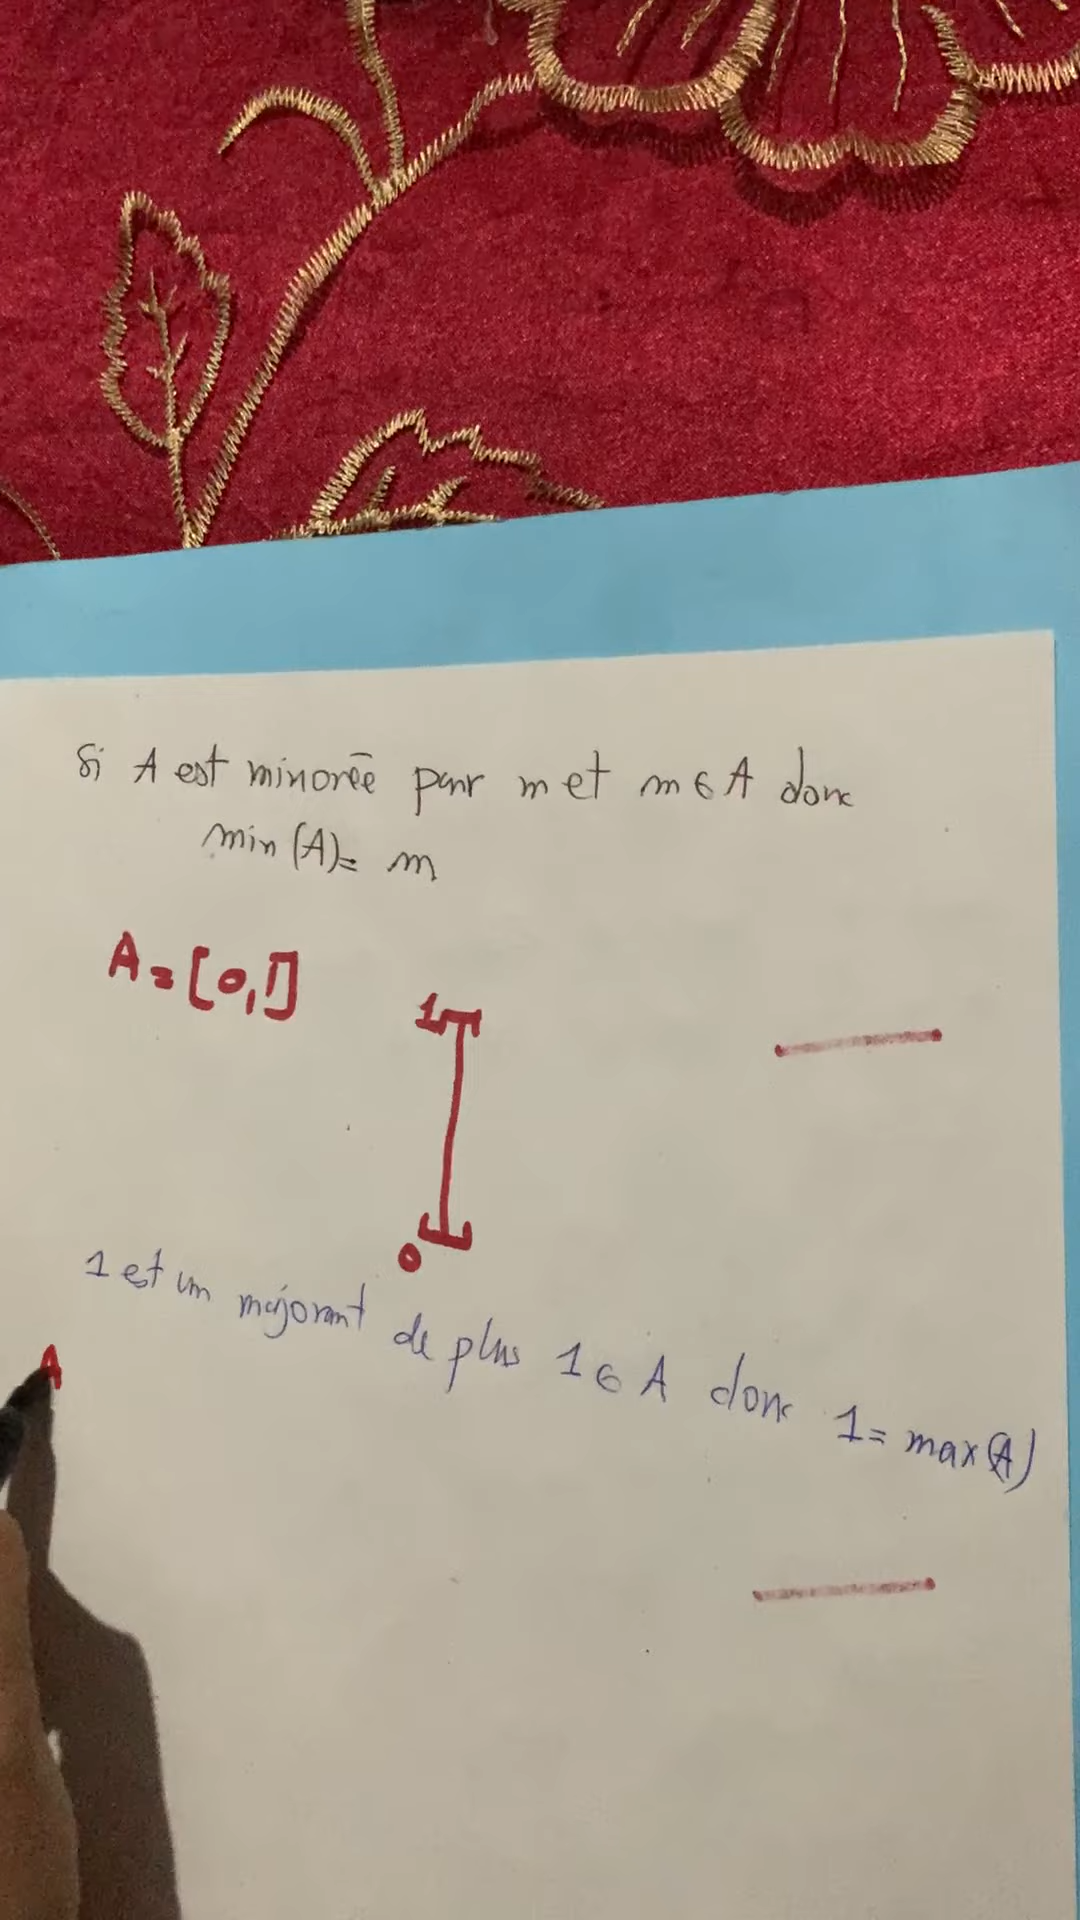 Si A est minorée par m et m ∈ A donc
min (A) = m
A = [0,1]
1
0
1 est un majorant de plus 1 ∈ A donc 1 = max(A)
A